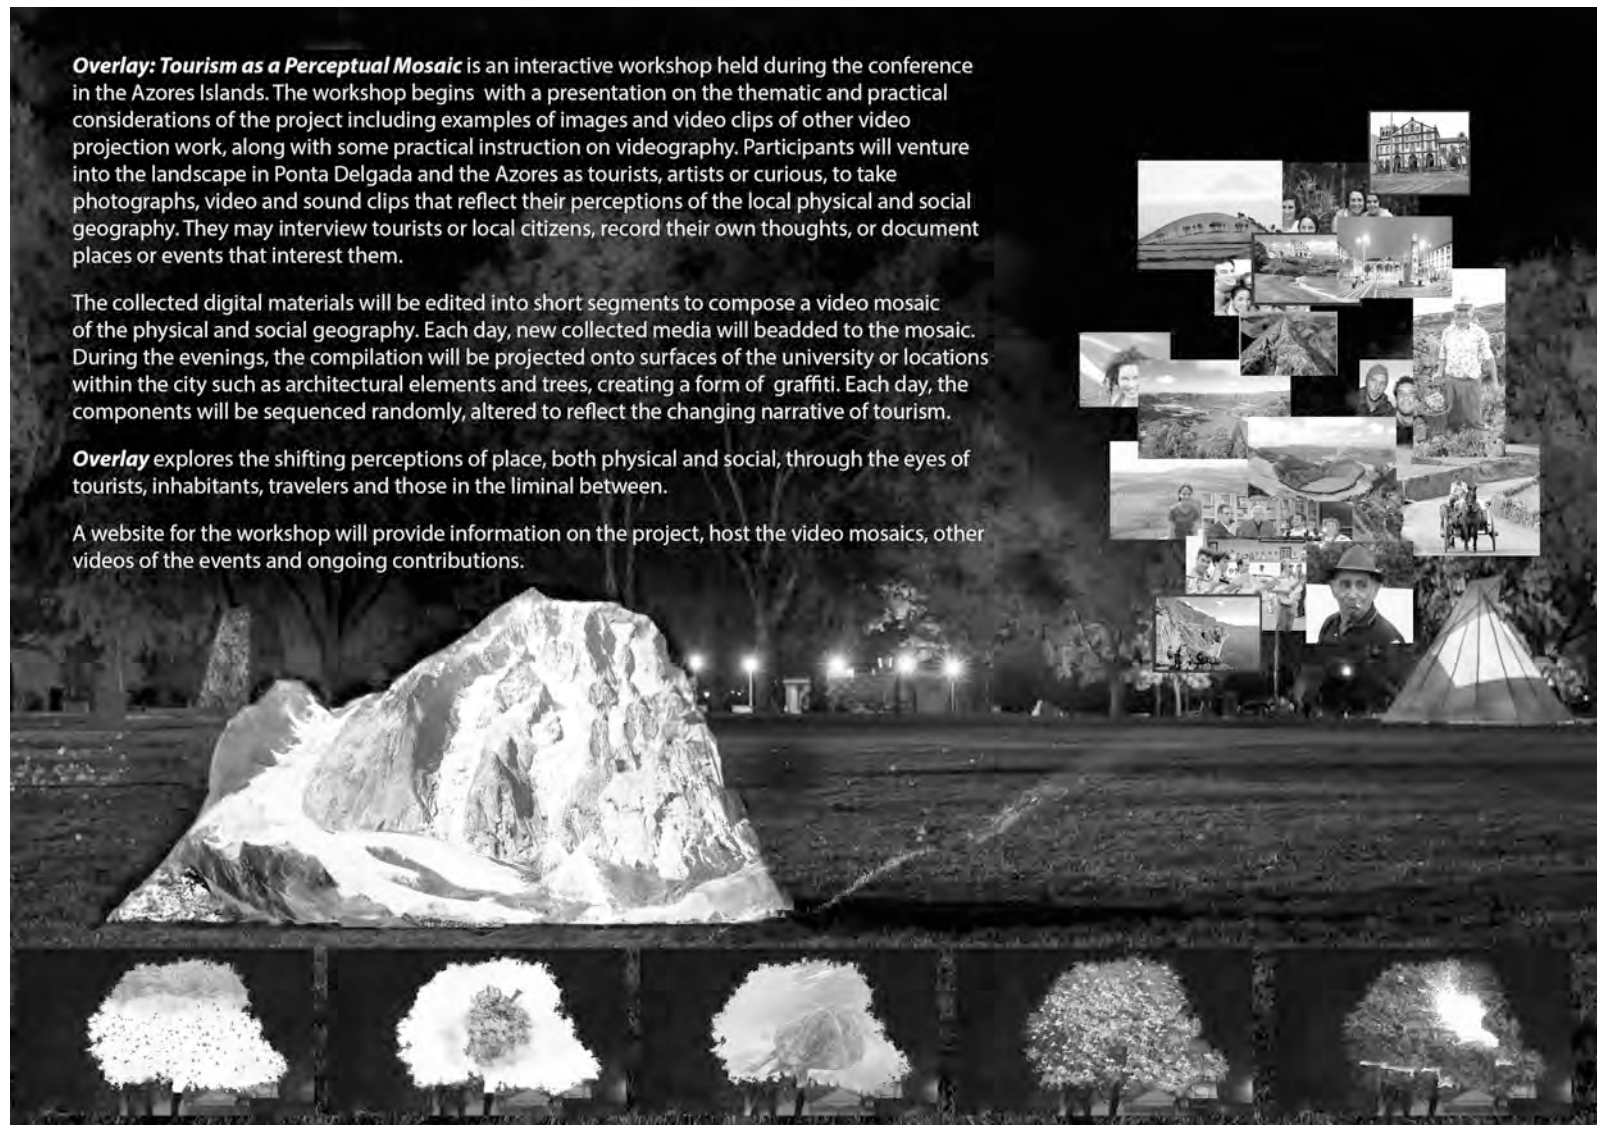 Overlay: Tourism as a Perceptual Mosaic is an interactive workshop held during the conference
in the Azores Islands. The workshop begins  with a presentation on the thematic and practical
considerations of the project including examples of images and video clips of other video
projection work, along with some practical instruction on videography. Participants will venture
into the landscape in Ponta Delgada and the Azores as tourists, artists or curious, to take
photographs, video and sound clips that reflect their perceptions of the local physical and social
geography. They may interview tourists or local citizens, record their own thoughts, or document
places or events that interest them.
The collected digital materials will be edited into short segments to compose a video mosaic
of the physical and social geography. Each day, new collected media will beadded to the mosaic.
During the evenings, the compilation will be projected onto surfaces of the university or locations
within the city such as architectural elements and trees, creating a form of  graffiti. Each day, the
components will be sequenced randomly, altered to reflect the changing narrative of tourism.
Overlay explores the shifting perceptions of place, both physical and social, through the eyes of
tourists, inhabitants, travelers and those in the liminal between.
A website for the workshop will provide information on the project, host the video mosaics, other
videos of the events and ongoing contributions.